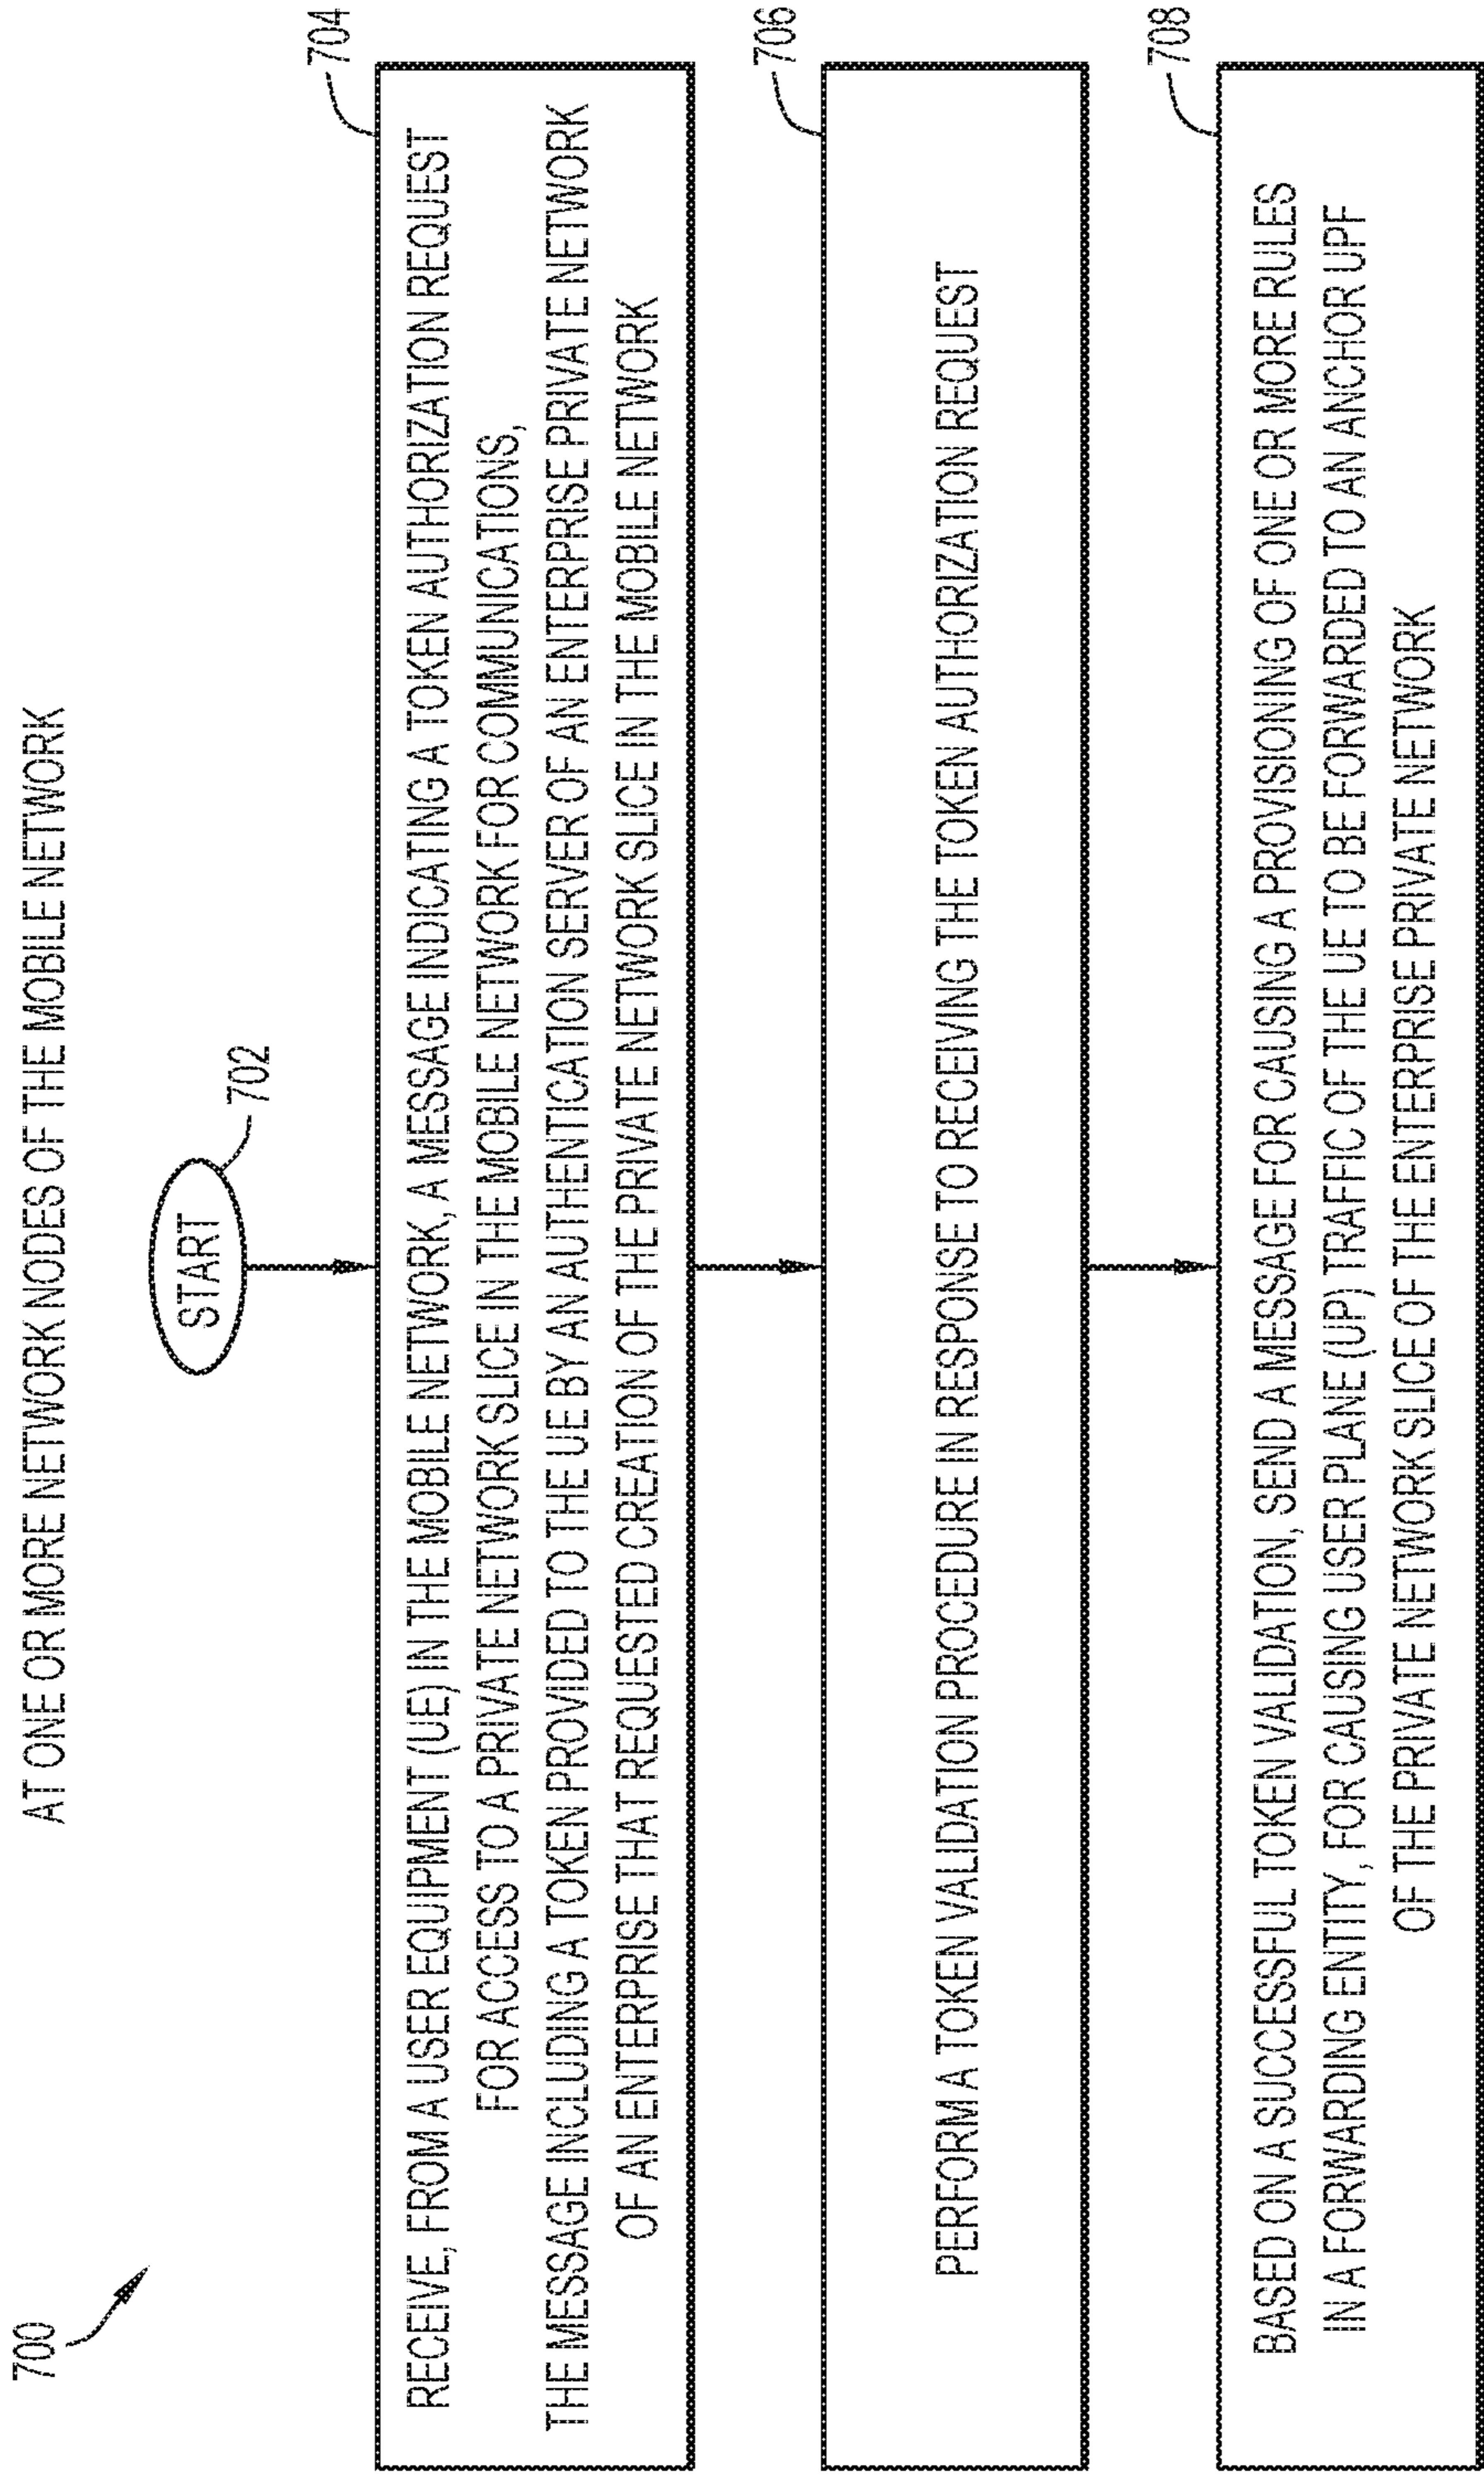 700
AT ONE OR MORE NETWORK NODES OF THE MOBILE NETWORK
START
702
704
RECEIVE, FROM A USER EQUIPMENT (UE) IN THE MOBILE NETWORK, A MESSAGE INDICATING A TOKEN AUTHORIZATION REQUEST
FOR ACCESS TO A PRIVATE NETWORK SLICE IN THE MOBILE NETWORK FOR COMMUNICATIONS,
THE MESSAGE INCLUDING A TOKEN PROVIDED TO THE UE BY AN AUTHENTICATION SERVER OF AN ENTERPRISE PRIVATE NETWORK
OF AN ENTERPRISE THAT REQUESTED CREATION OF THE PRIVATE NETWORK SLICE IN THE MOBILE NETWORK
706
PERFORM A TOKEN VALIDATION PROCEDURE IN RESPONSE TO RECEIVING THE TOKEN AUTHORIZATION REQUEST
708
BASED ON A SUCCESSFUL TOKEN VALIDATION, SEND A MESSAGE FOR CAUSING A PROVISIONING OF ONE OR MORE RULES
IN A FORWARDING ENTITY, FOR CAUSING USER PLANE (UP) TRAFFIC OF THE UE TO BE FORWARDED TO AN ANCHOR UPF
OF THE PRIVATE NETWORK SLICE OF THE ENTERPRISE PRIVATE NETWORK